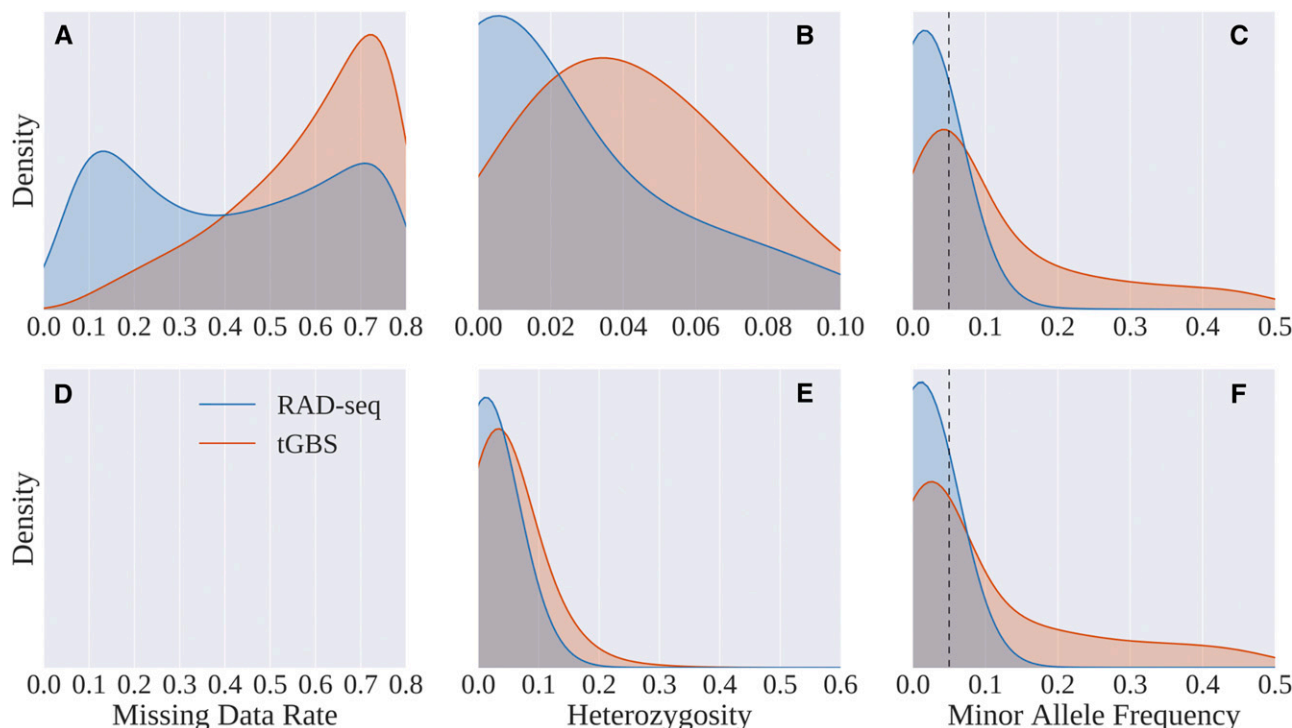 A
B
C
Density
0.0 0.1 0.2 0.3 0.4 0.5 0.6 0.7 0.8
0.00 0.02 0.04 0.06 0.08 0.10
0.0 0.1 0.2 0.3 0.4 0.5
D
RAD-seq
tGBS
E
F
Density
0.0 0.1 0.2 0.3 0.4 0.5 0.6 0.7 0.8
0.0 0.1 0.2 0.3 0.4 0.5 0.6
0.0 0.1 0.2 0.3 0.4 0.5
Missing Data Rate
Heterozygosity
Minor Allele Frequency